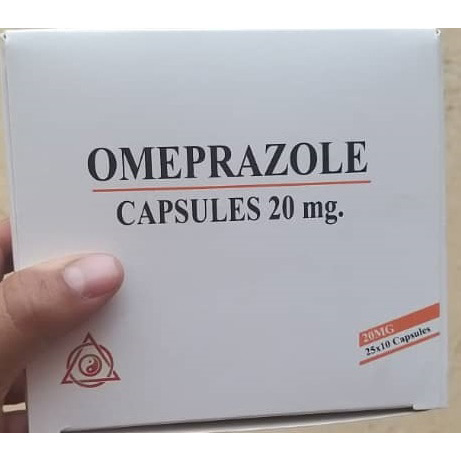 OMEPRAZOLE
CAPSULES 20 mg.
20MG
25x10 Capsules